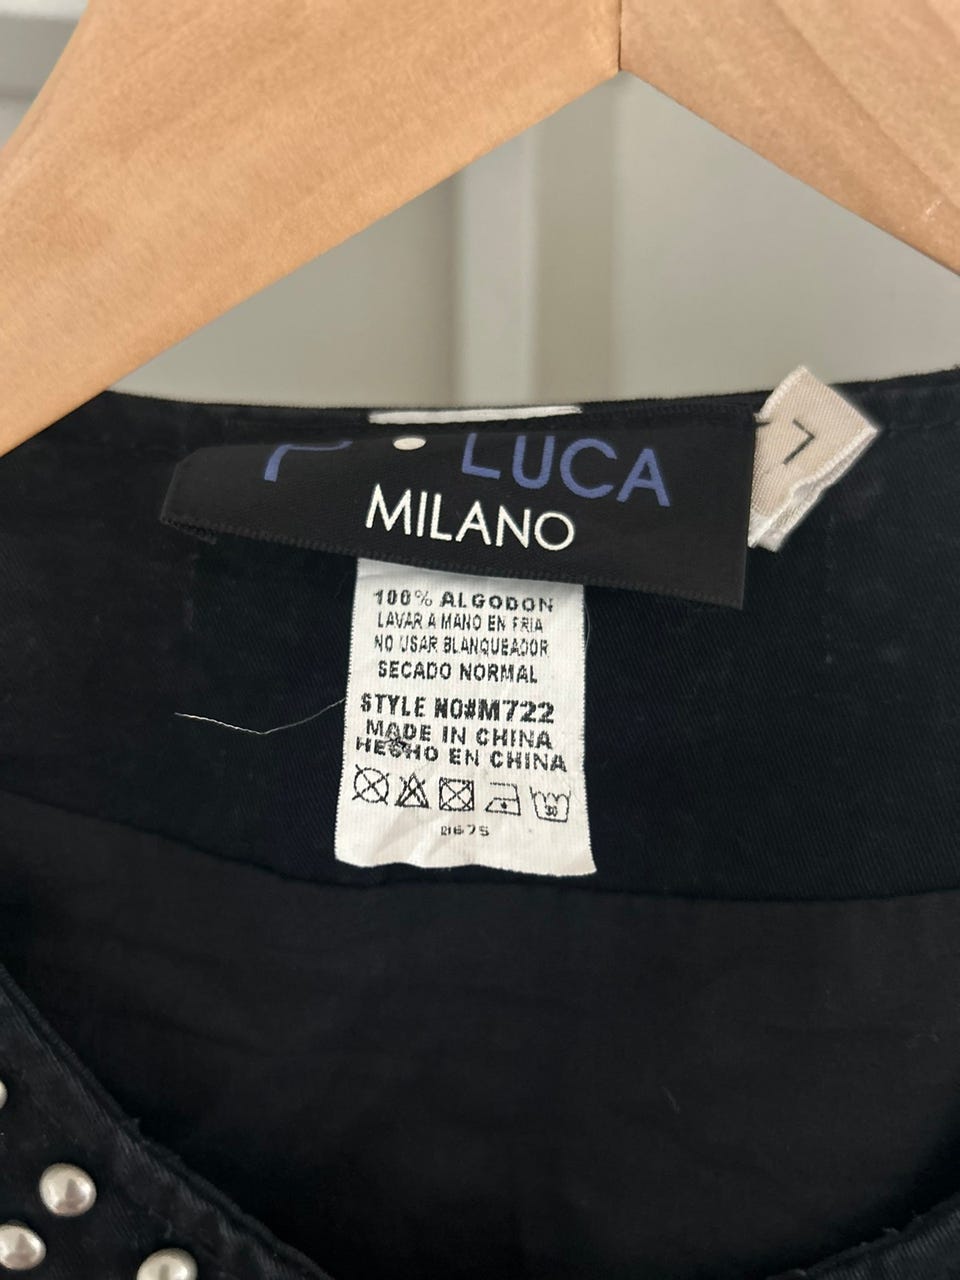 LUCA
MILANO
L
100% ALGODON
LAVAR A MANO EN FRIA
NO USAR BLANQUEADOR
SECADO NORMAL
STYLE NO#M722
MADE IN CHINA
HECHO EN CHINA
30